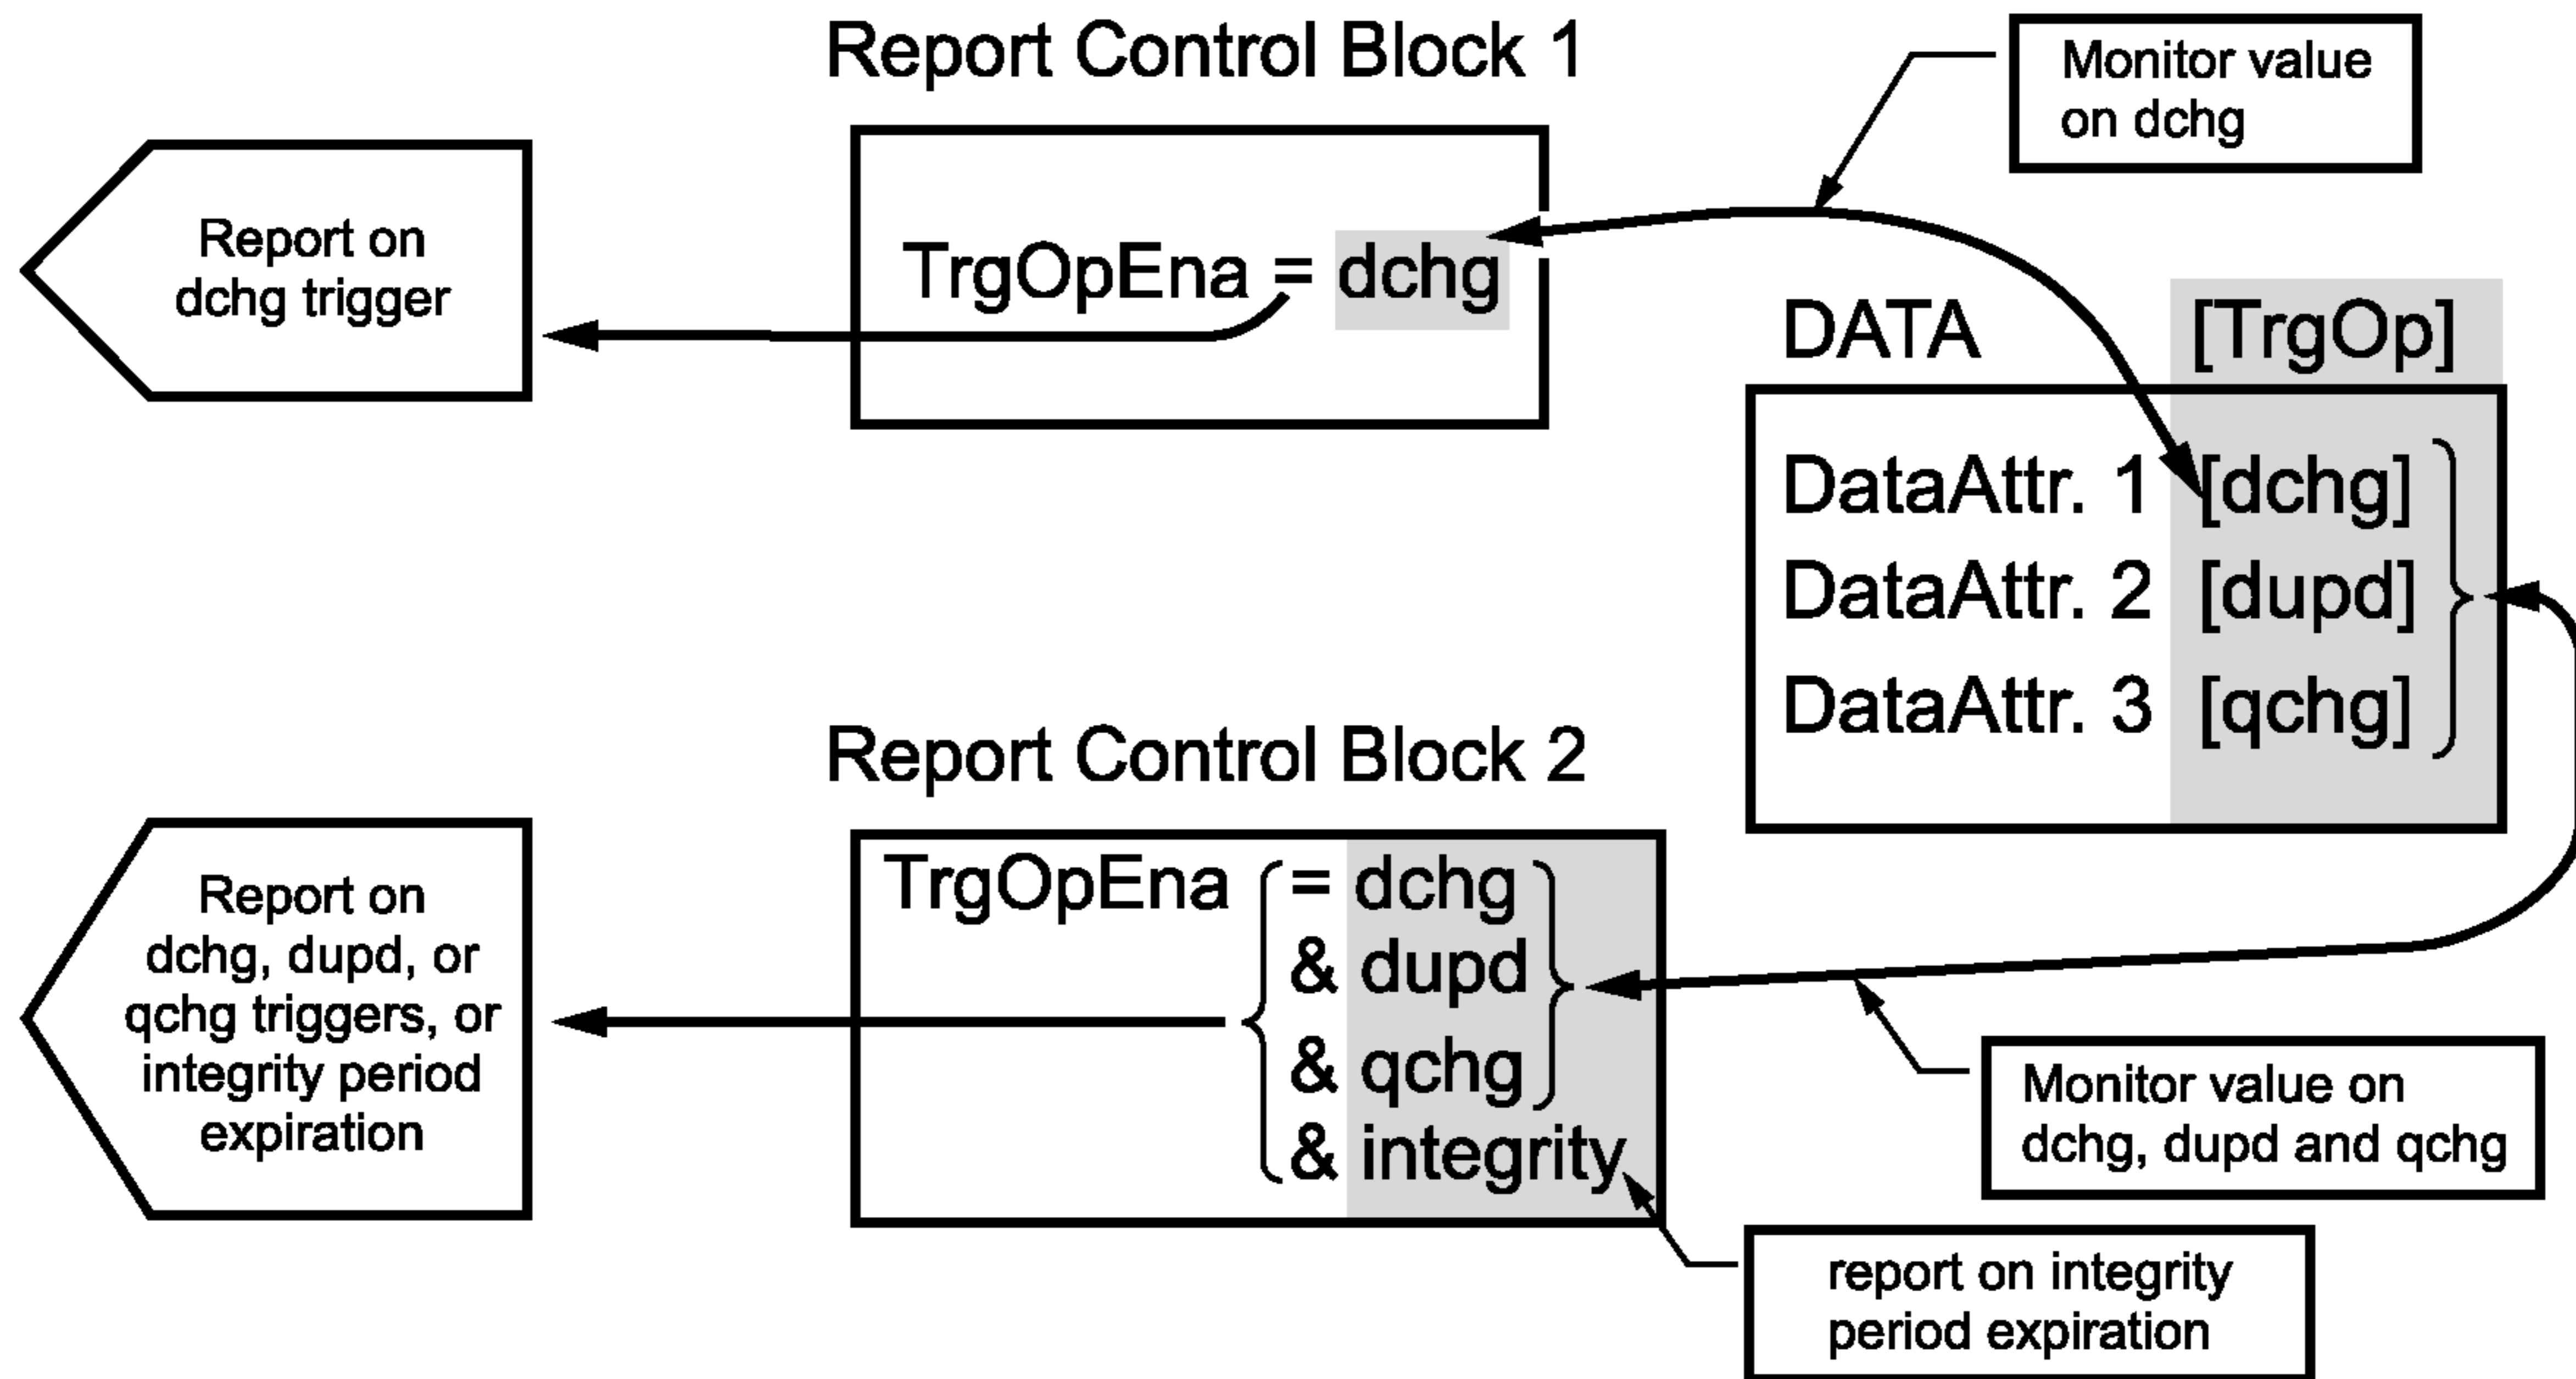 Report Control Block 1
Monitor value
on dchg
Report on
dchg trigger
TrgOpEna = dchg
DATA [TrgOp]
DataAttr. 1 [dchg]
DataAttr. 2 [dupd]
DataAttr. 3 [qchg]
Report Control Block 2
Report on
dchg, dupd, or
qchg triggers, or
integrity period
expiration
TrgOpEna = dchg
& dupd
& qchg
& integrity
Monitor value on
dchg, dupd and qchg
report on integrity
period expiration